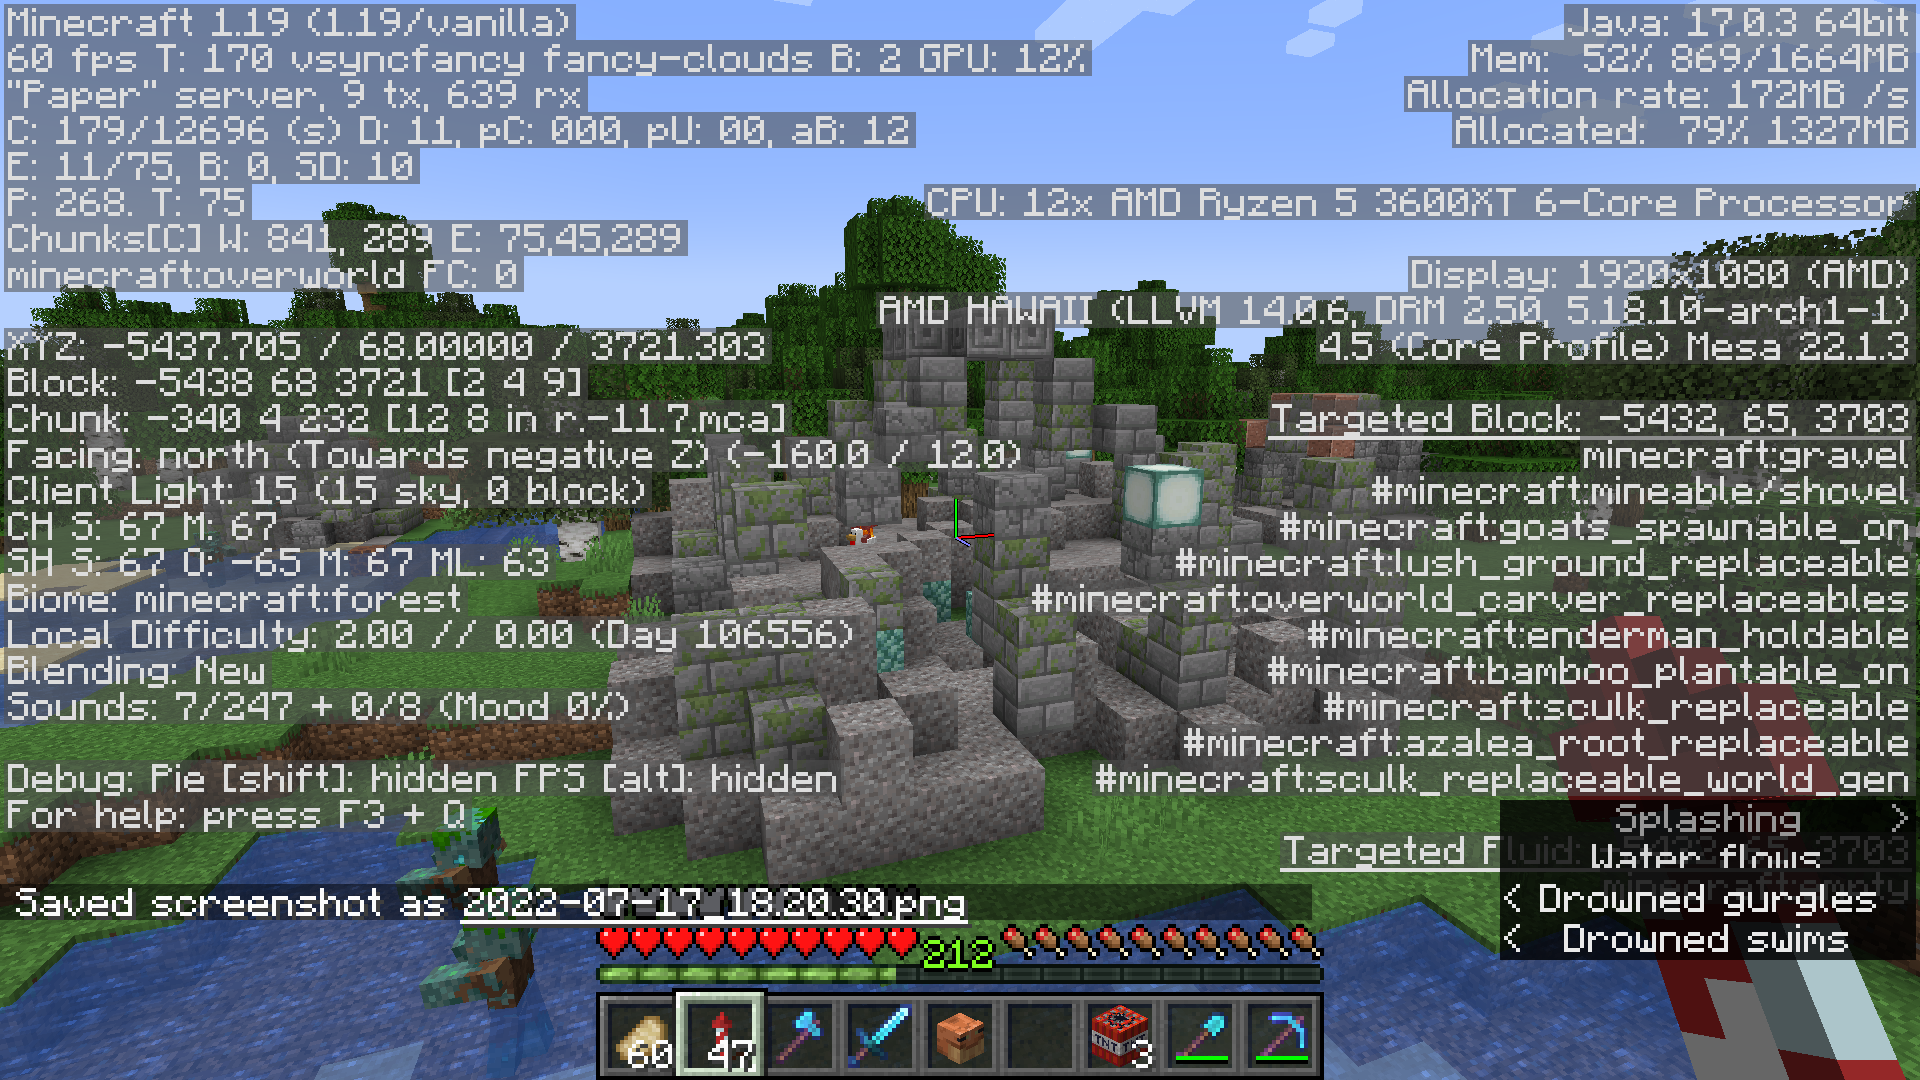 Minecraft 1.19 (1.19/vanilla)
60 fps T: 170 vsyncfancy fancy-clouds B: 2 GPU: 12%
"Paper" server, 9 tx, 639 rx
C: 179/12696 (s) D: 11, pC: 000, pU: 00, aB: 12
E: 11/75, B: 0, SD: 10
P: 268. T: 75
Chunks[C] W: 841, 289 E: 75,45,289
minecraft:overworld FC: 0
XYZ: -5437.705 / 68.00000 / 3721.303
Block: -5438 68 3721 [2 4 9]
Chunk: -340 4 232 [12 8 in r.-11.7.mca]
Facing: north (Towards negative Z) (-160.0 / 12.0)
Client Light: 15 (15 sky, 0 block)
CH S: 67 M: 67
SH S: 67 O: -65 M: 67 ML: 63
Biome: minecraft:forest
Local Difficulty: 2.00 // 0.00 (Day 106556)
Blending: New
Sounds: 7/247 + 0/8 (Mood 0%)
Debug: Pie [shift]: hidden FPS [alt]: hidden
For help: press F3 + Q
Java: 17.0.3 64bit
Mem: 52% 869/1664MB
Allocation rate: 172MB /s
Allocated: 79% 1327MB
CPU: 12x AMD Ryzen 5 3600XT 6-Core Processor
Display: 1920x1080 (AMD)
AMD HAWAII (LLVM 14.0.6, DRM 2.50, 5.18.10-arch1-1)
4.5 (Core Profile) Mesa 22.1.3
Targeted Block: -5432, 65, 3703
minecraft:gravel
#minecraft:mineable/shovel
#minecraft:goats_spawnable_on
#minecraft:lush_ground_replaceable
#minecraft:overworld_carver_replaceables
#minecraft:enderman_holdable
#minecraft:bamboo_plantable_on
#minecraft:sculk_replaceable
#minecraft:azalea_root_replaceable
#minecraft:sculk_replaceable_world_gen
Targeted Fluid: -5432, 65, 3703
minecraft:empty
Splashing >
Water flows
< Drowned gurgles
< Drowned swims
Saved screenshot as 2022-07-17_18.20.30.png
212
60 47 TNT 3